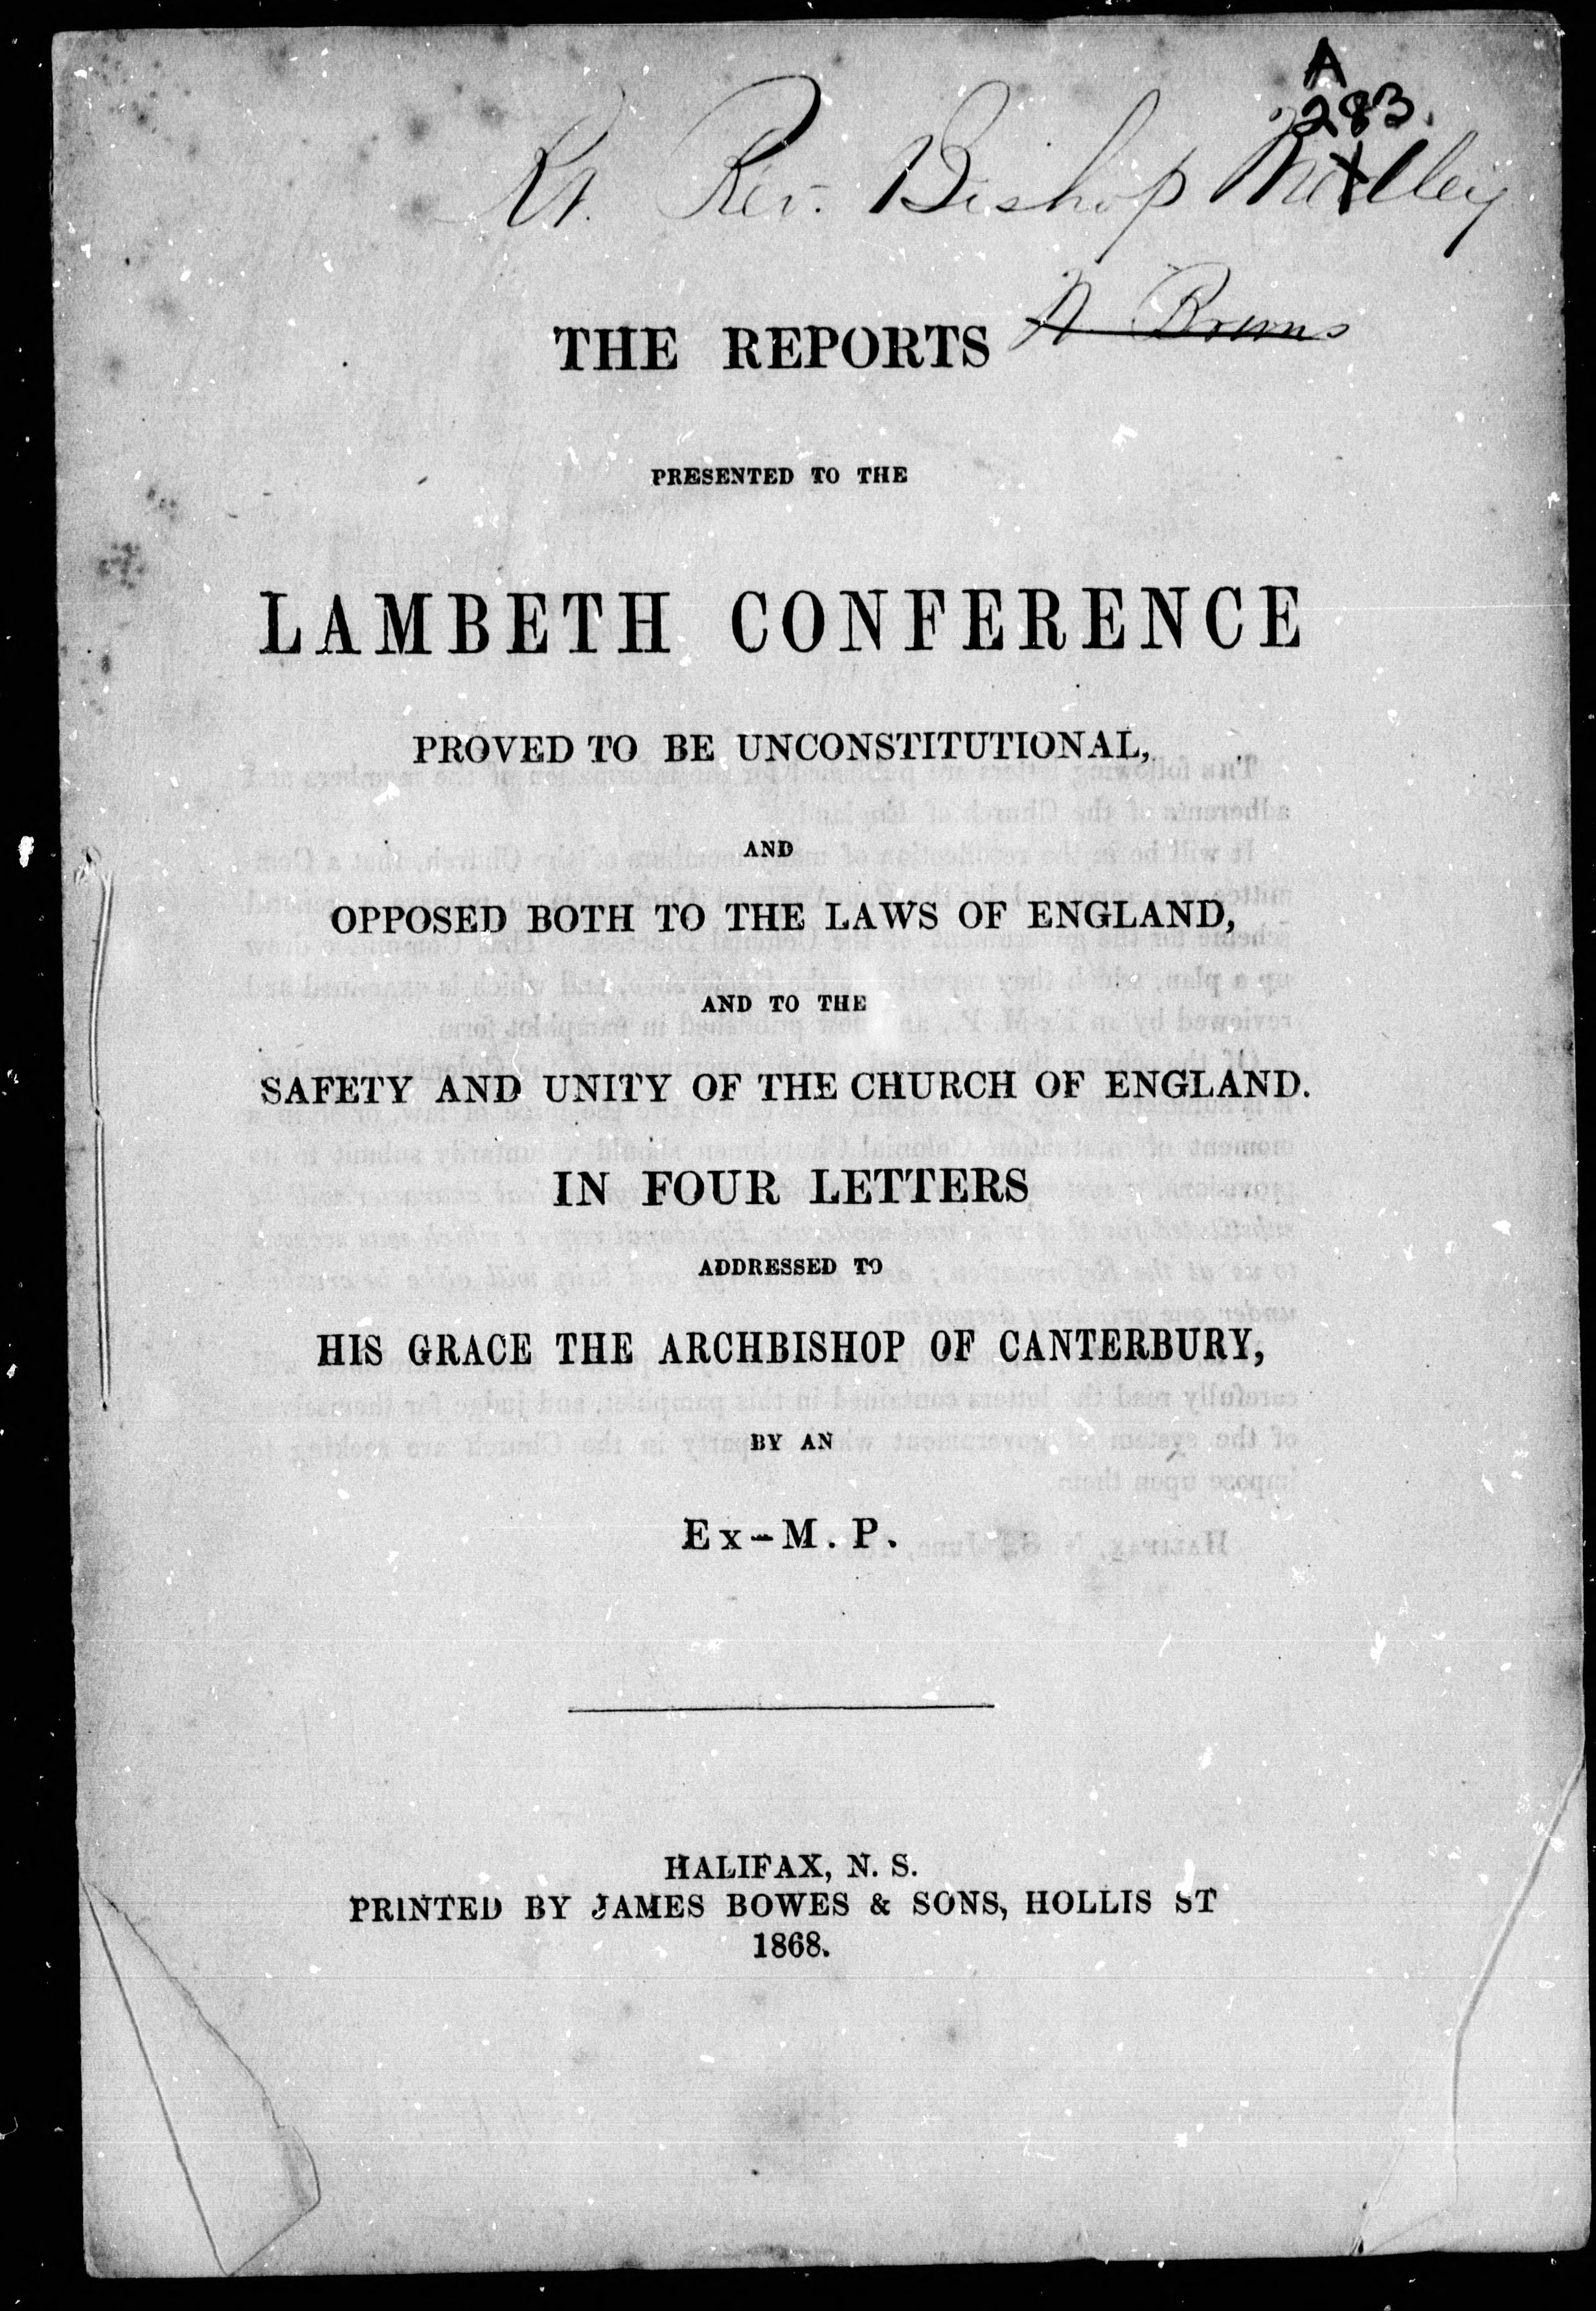 A
283.
Rt. Rev. Bishop Medley
THE REPORTS
PRESENTED TO THE
LAMBETH CONFERENCE
PROVED TO BE UNCONSTITUTIONAL,
AND
OPPOSED BOTH TO THE LAWS OF ENGLAND,
AND TO THE
SAFETY AND UNITY OF THE CHURCH OF ENGLAND.
IN FOUR LETTERS
ADDRESSED TO
HIS GRACE THE ARCHBISHOP OF CANTERBURY,
BY AN
EX-M. P.
HALIFAX, N. S.
PRINTED BY JAMES BOWES & SONS, HOLLIS ST
1868.